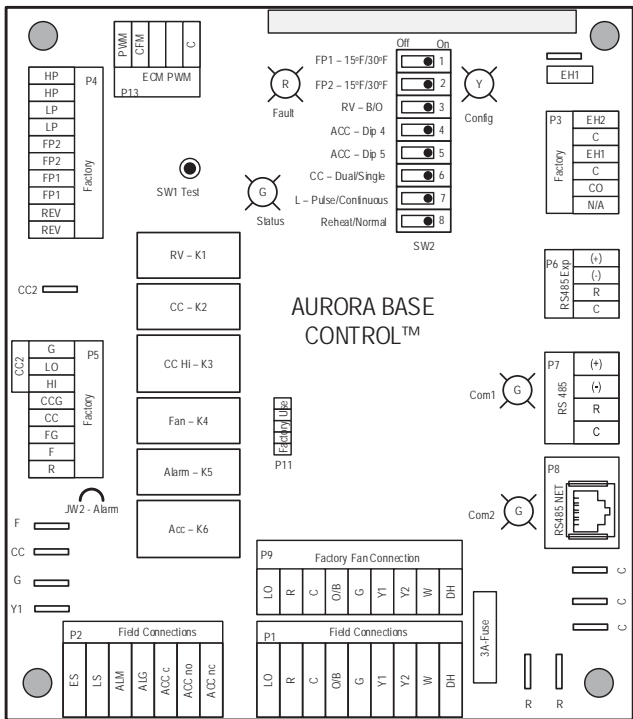 PWM
CFM
C
ECM PWM
P13
HP
HP
LP
LP
FP2
FP2
FP1
FP1
REV
REV
P4
Factory
SW1 Test
R
Fault
G
Status
Off On
FP1 – 15°F/30°F 1
FP2 – 15°F/30°F 2
RV – B/O 3
ACC – Dip 4 4
ACC – Dip 5 5
CC – Dual/Single 6
L – Pulse/Continuous 7
Reheat/Normal 8
SW2
Y
Config
EH1
P3
Factory
EH2
C
EH1
C
CO
N/A
P6
RS485 Exp
(+)
(-)
R
C
CC2
RV – K1
CC – K2
CC Hi – K3
Fan – K4
Alarm – K5
Acc – K6
AURORA BASE
CONTROL™
CC2
G
LO
HI
CCG
CC
FG
F
R
P5
Factory
JW2 - Alarm
Factory Use
P11
Com1
G
P7
RS 485
(+)
(-)
R
C
Com2
G
P8
RS485 NET
F
CC
G
Y1
P9 Factory Fan Connection
LO
R
C
O/B
G
Y1
Y2
W
DH
P2 Field Connections
ES
LS
ALM
ALG
ACC c
ACC no
ACC nc
P1 Field Connections
LO
R
C
O/B
G
Y1
Y2
W
DH
3A-Fuse
C
C
C
R
R